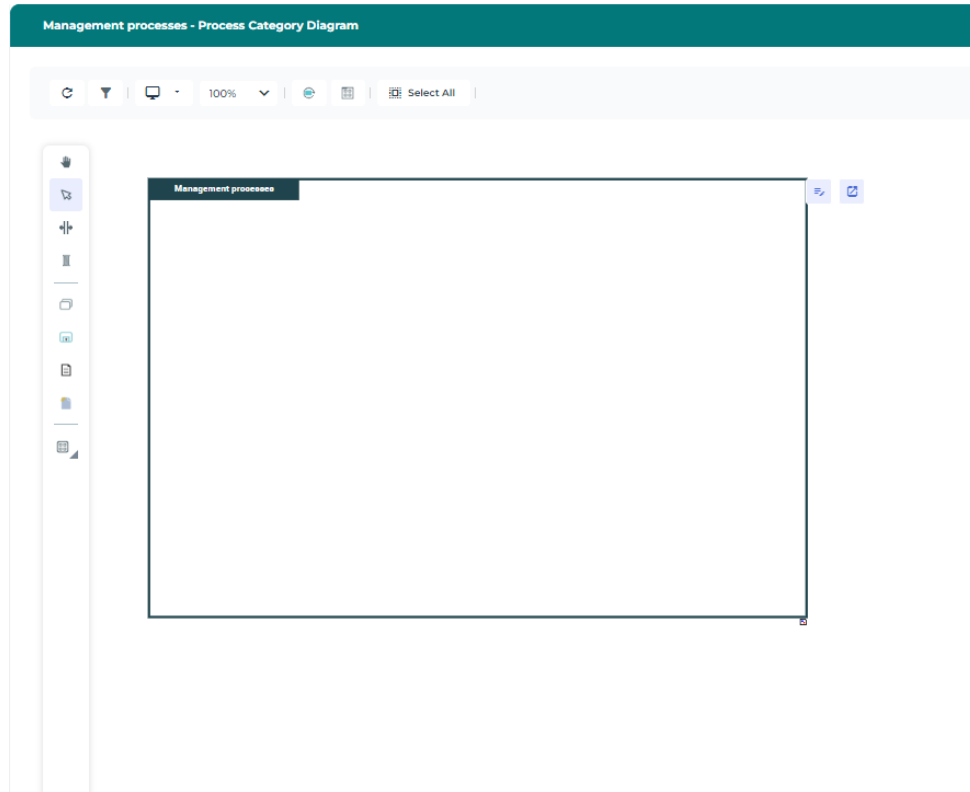 Management processes - Process Category Diagram
100%
Select All
Management processes